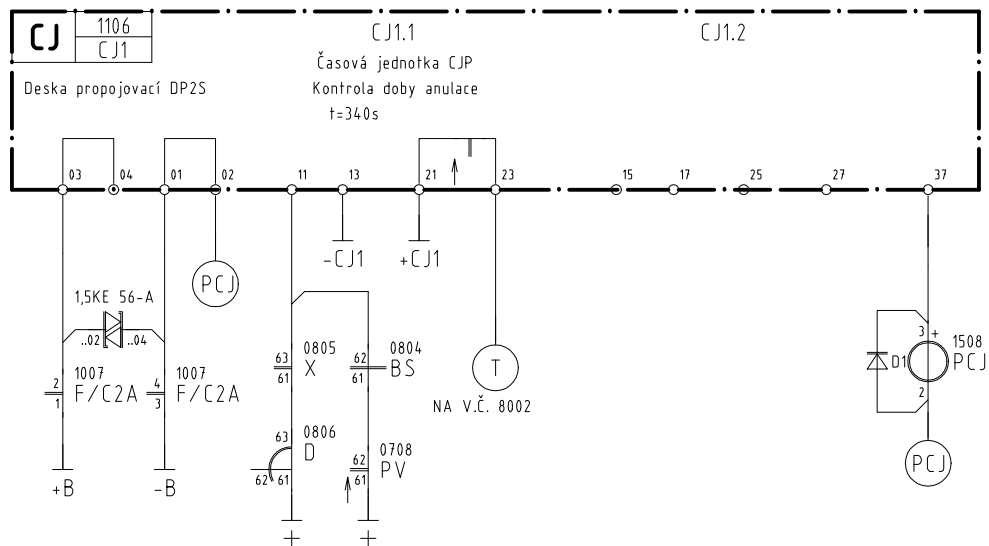 CJ 1106 CJ1.1 CJ1.2
CJ1
Časová jednotka CJP
Deska propojovací DP2S Kontrola doby anulace
t=340s
03 04 01 02 11 13 21 23 15 17 25 27 37
-CJ1 +CJ1
PCJ
1,5KE 56-A
..02 ..04
3 + 1508
D1 PCJ
2
63 0805 62 0804
61 X 61 BS
T
2 1007 4 1007
1 F/C2A 3 F/C2A
NA V.Č. 8002
63 0806 0708
D 62 PV
62 61 61
PCJ
+B -B
+ +